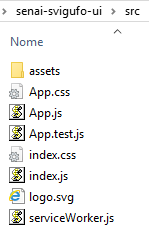 senai-svigufo-ui > src
Nome
assets
App.css
App.js
App.test.js
index.css
index.js
logo.svg
serviceWorker.js